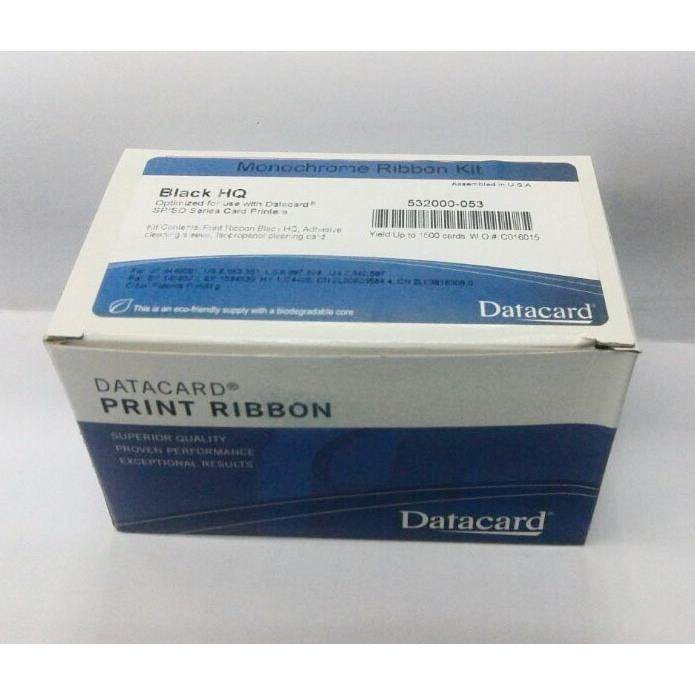 Monochrome Ribbon Kit
Assembled in U.S.A
Black HQ
Optimized for use with Datacard®
SP/SD Series Card Printers
532000-053
Kit Contents: Print Ribbon Black HQ, Adhesive
cleaning sleeve, Isopropanol cleaning card
Yield Up to 1500 cards W.O.# C016015
This is an eco-friendly supply with a biodegradable core
Datacard®
DATACARD®
PRINT RIBBON
SUPERIOR QUALITY
PROVEN PERFORMANCE
EXCEPTIONAL RESULTS
Datacard®